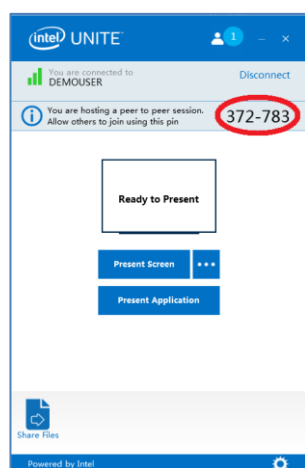 intel UNITE
1
You are connected to
DEMOUSER
Disconnect
You are hosting a peer to peer session.
Allow others to join using this pin
372-783
Ready to Present
Present Screen
Present Application
Share Files
Powered by Intel